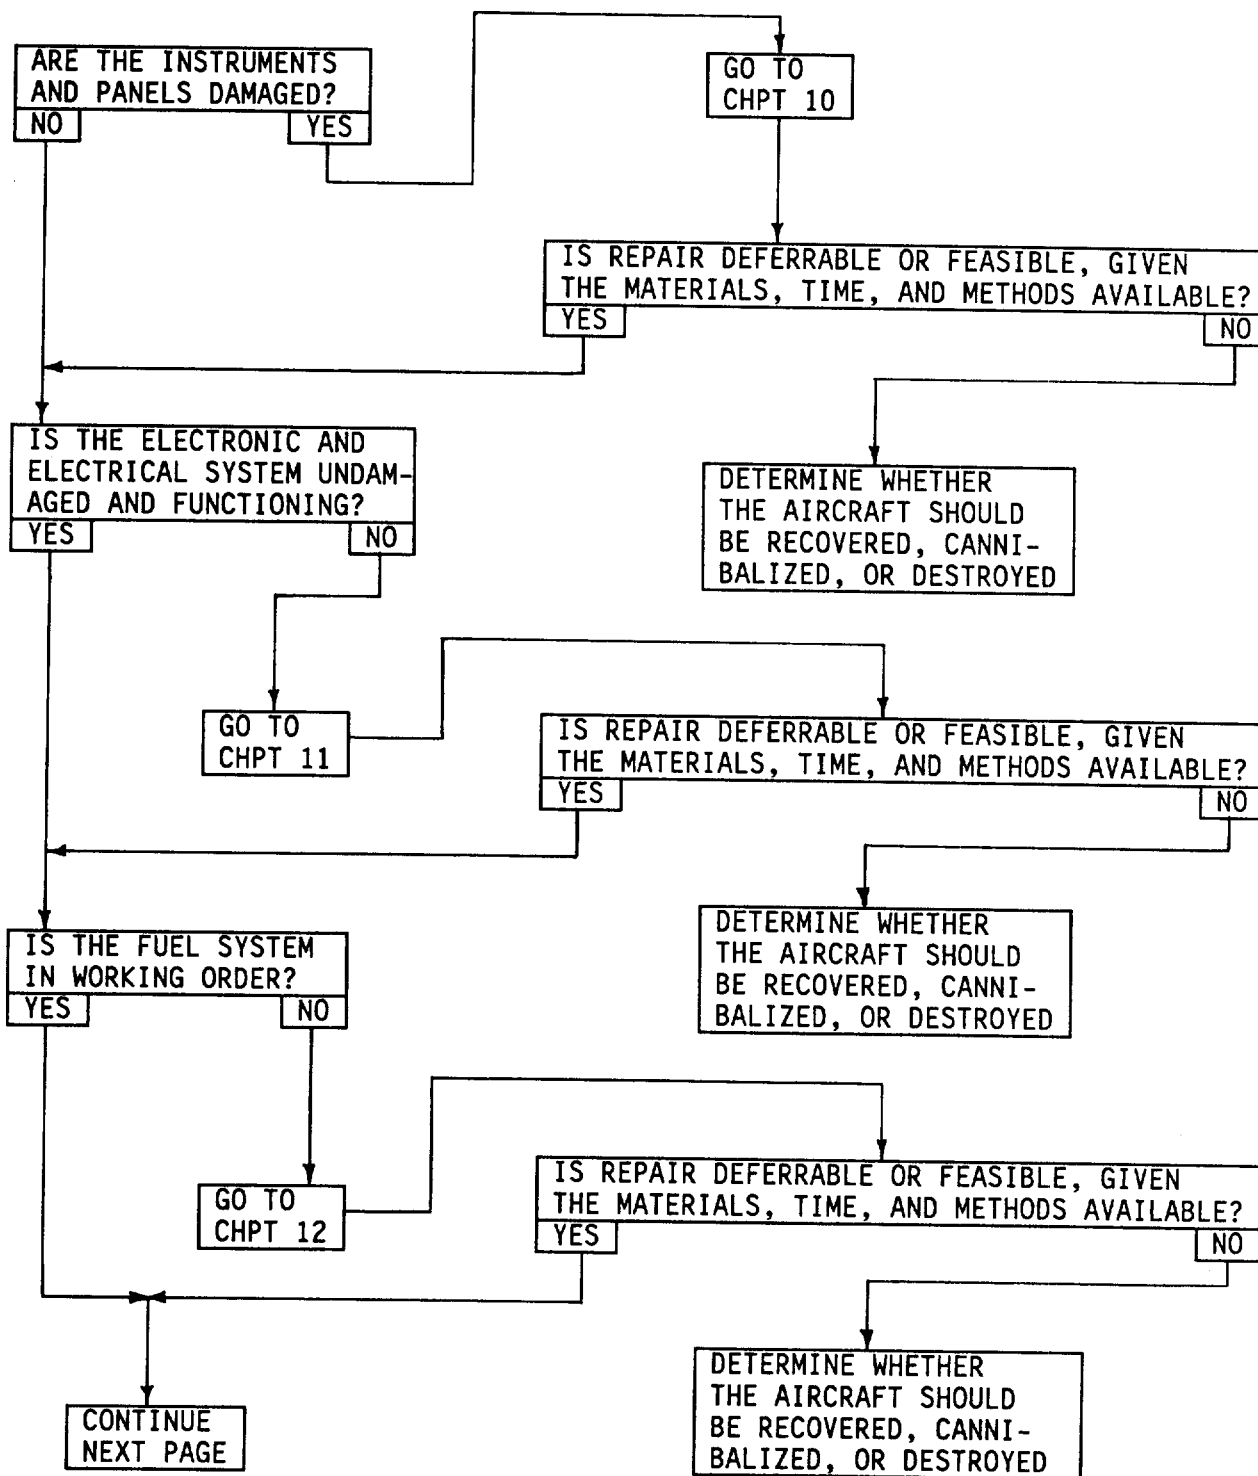 ARE THE INSTRUMENTS
AND PANELS DAMAGED?
NO
YES
GO TO
CHPT 10
IS REPAIR DEFERRABLE OR FEASIBLE, GIVEN
THE MATERIALS, TIME, AND METHODS AVAILABLE?
YES
NO
IS THE ELECTRONIC AND
ELECTRICAL SYSTEM UNDAM-
AGED AND FUNCTIONING?
YES
NO
DETERMINE WHETHER
THE AIRCRAFT SHOULD
BE RECOVERED, CANNI-
BALIZED, OR DESTROYED
GO TO
CHPT 11
IS REPAIR DEFERRABLE OR FEASIBLE, GIVEN
THE MATERIALS, TIME, AND METHODS AVAILABLE?
YES
NO
DETERMINE WHETHER
THE AIRCRAFT SHOULD
BE RECOVERED, CANNI-
BALIZED, OR DESTROYED
IS THE FUEL SYSTEM
IN WORKING ORDER?
YES
NO
GO TO
CHPT 12
IS REPAIR DEFERRABLE OR FEASIBLE, GIVEN
THE MATERIALS, TIME, AND METHODS AVAILABLE?
YES
NO
DETERMINE WHETHER
THE AIRCRAFT SHOULD
BE RECOVERED, CANNI-
BALIZED, OR DESTROYED
CONTINUE
NEXT PAGE